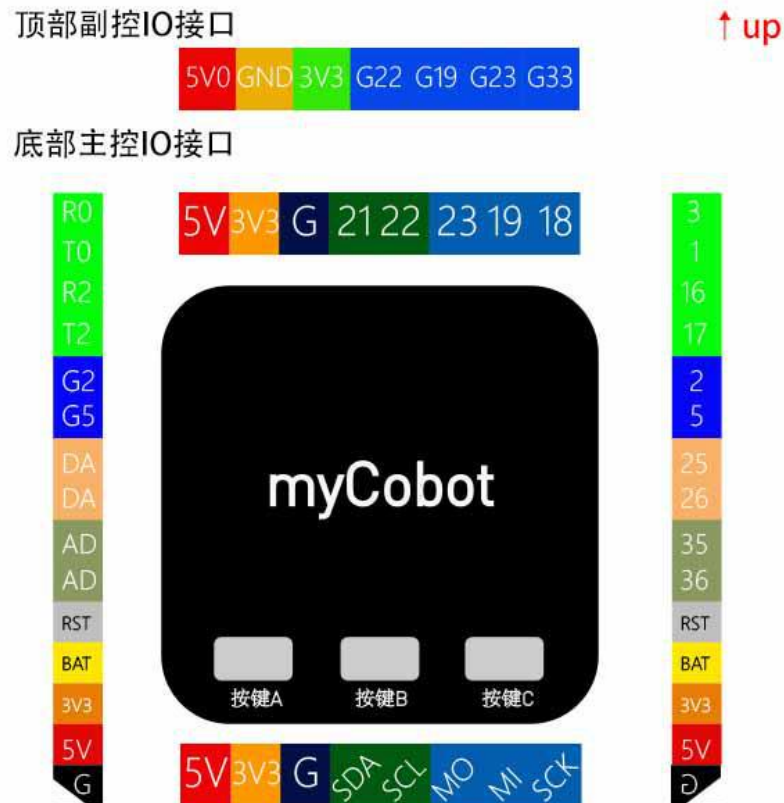 顶部副控IO接口
↑ up
5V0 GND 3V3 G22 G19 G23 G33
底部主控IO接口
5V 3V3 G 21 22 23 19 18
R0
T0
R2
T2
G2
G5
DA
DA
AD
AD
RST
BAT
3V3
5V
G
myCobot
按键A 按键B 按键C
5V 3V3 G SDA SCL MO MI SCK
3
1
16
17
2
5
25
26
35
36
RST
BAT
3V3
5V
G